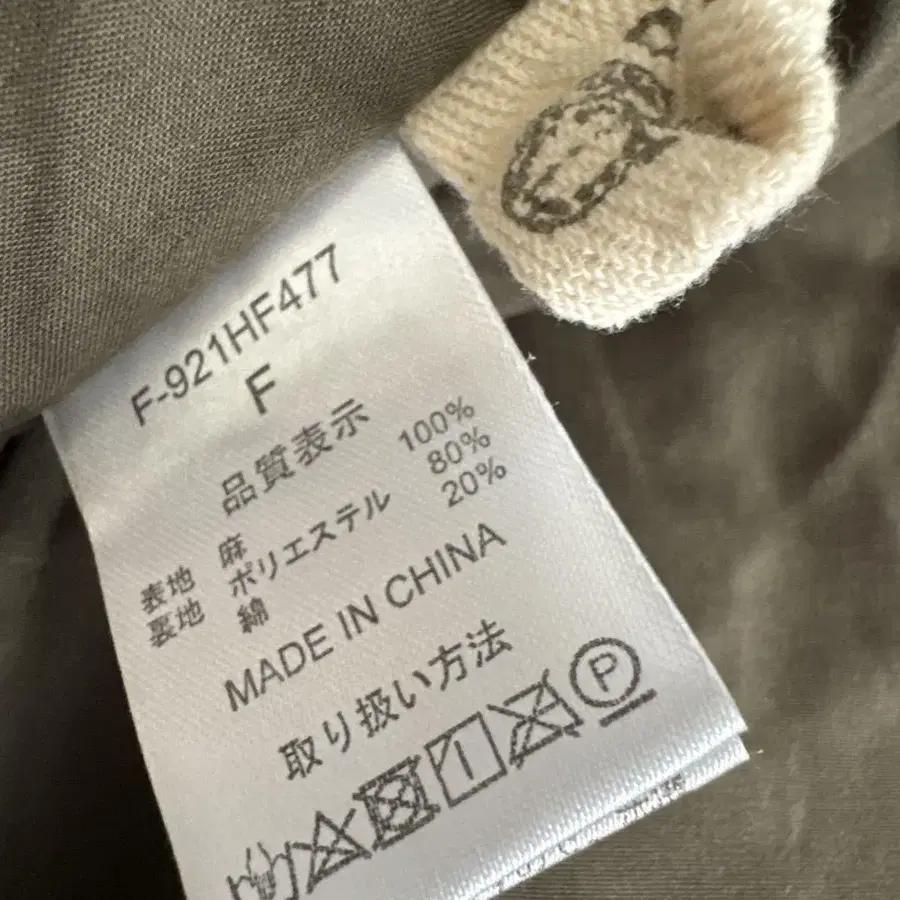 F-921HF477
F
品質表示
表地 麻 100%
裏地 ポリエステル 80%
綿 20%
MADE IN CHINA
取り扱い方法
P